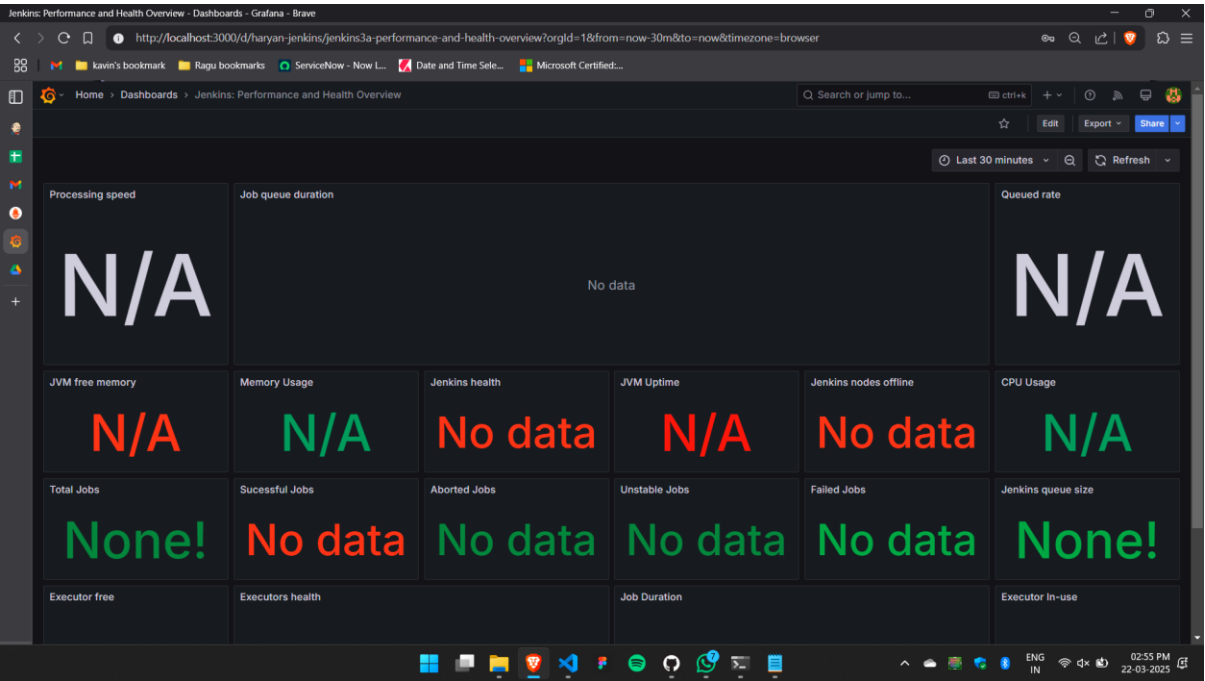 Jenkins: Performance and Health Overview - Dashboards - Grafana - Brave
http://localhost:3000/d/haryan-jenkins/jenkins3a-performance-and-health-overview?orgId=1&from=now-30m&to=now&timezone=browser
kavin's bookmark Ragu bookmarks ServiceNow - Now L... Date and Time Sele... Microsoft Certified:...
Home › Dashboards › Jenkins: Performance and Health Overview Search or jump to... ctrl+k
Edit Export Share
Last 30 minutes Refresh
Processing speed Job queue duration Queued rate
N/A No data N/A
JVM free memory Memory Usage Jenkins health JVM Uptime Jenkins nodes offline CPU Usage
N/A N/A No data N/A No data N/A
Total Jobs Sucessful Jobs Aborted Jobs Unstable Jobs Failed Jobs Jenkins queue size
None! No data No data No data No data None!
Executor free Executors health Job Duration Executor In-use
7 ENG 02:55 PM
IN 22-03-2025